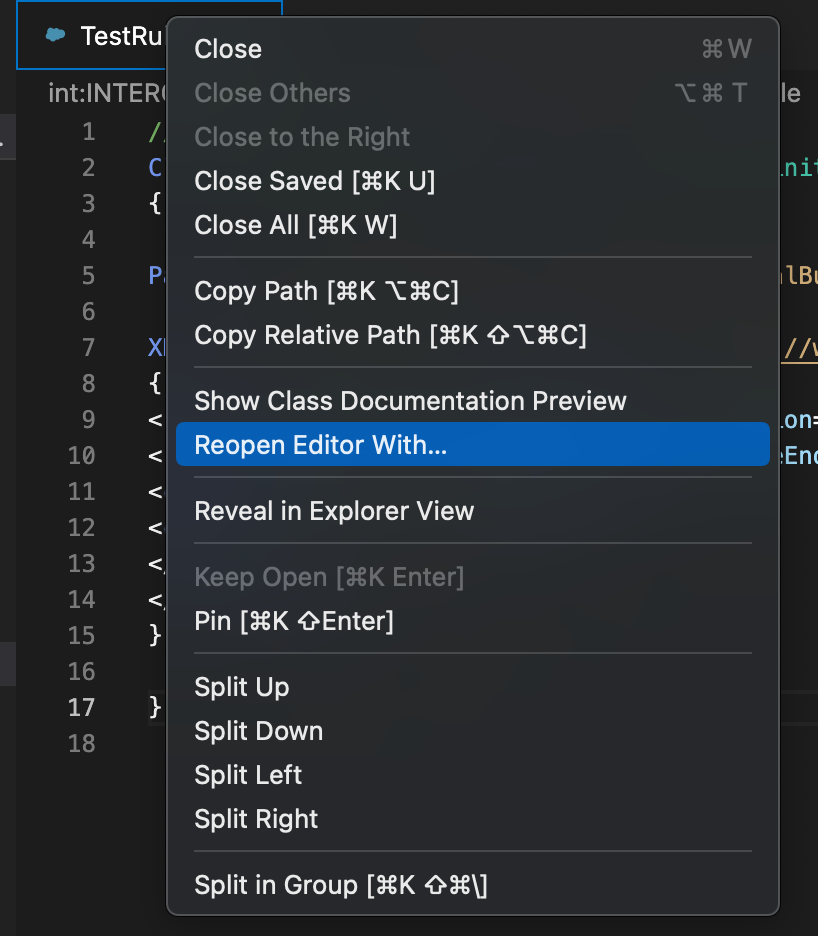 TestRu
Close ⌘W
int:INTER
Close Others ⌥⌘ T
le
1 //
Close to the Right
2 C
Close Saved [⌘K U]
3 {
Close All [⌘K W]
4
5 Pa
Copy Path [⌘K ⌥⌘C]
6
Copy Relative Path [⌘K ⇧⌥⌘C]
7 X
//
8 {
Show Class Documentation Preview
9 <
on=
Reopen Editor With...
10 <
eEnd
11 <
Reveal in Explorer View
12 <
13 <
Keep Open [⌘K Enter]
14 <
Pin [⌘K ⇧Enter]
15 }
16
Split Up
17 }
Split Down
18
Split Left
Split Right
Split in Group [⌘K ⇧⌘\]